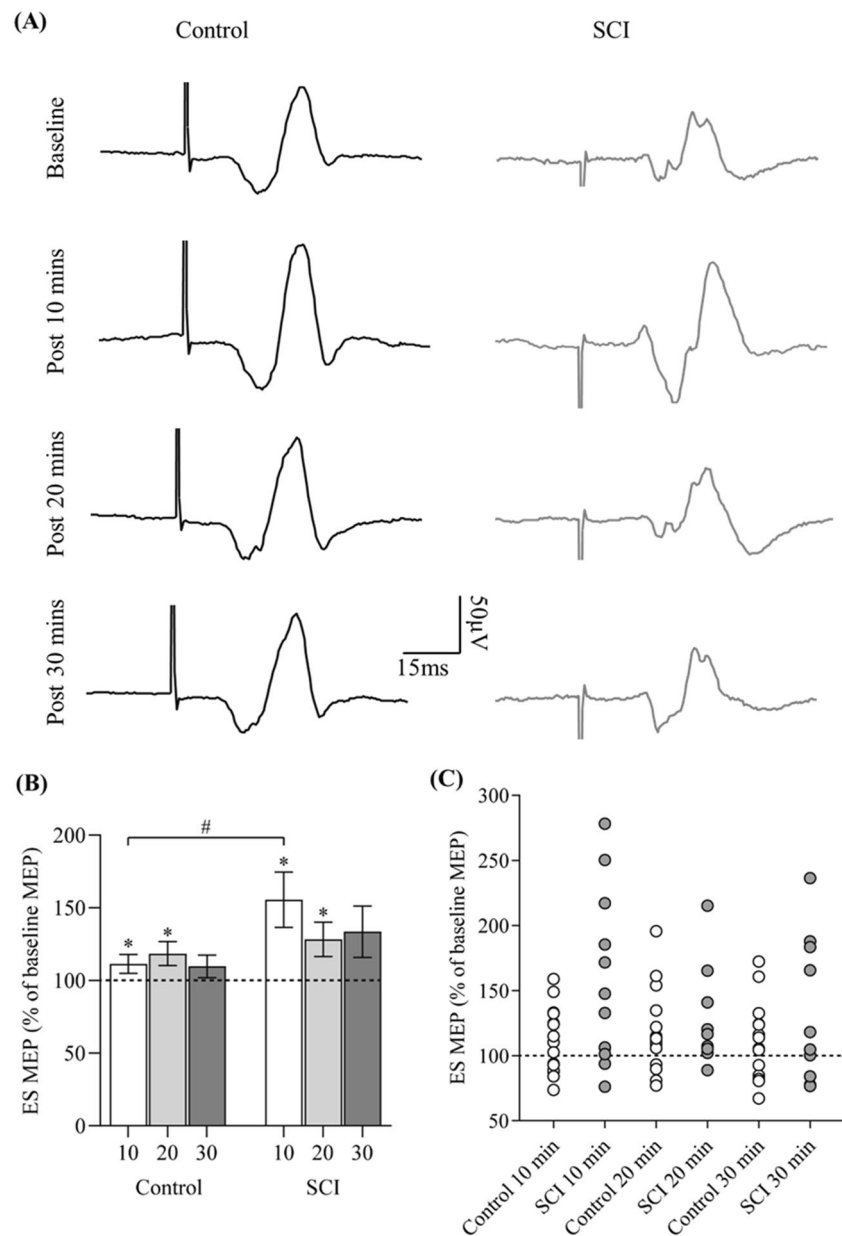 (A)
Control
SCI
Baseline
Post 10 mins
Post 20 mins
Post 30 mins
50µV
15ms
(B)
ES MEP (% of baseline MEP)
200
150
100
50
0
#
*
*
*
*
10 20 30 10 20 30
Control SCI
(C)
ES MEP (% of baseline MEP)
300
250
200
150
100
50
Control 10 min
SCI 10 min
Control 20 min
SCI 20 min
Control 30 min
SCI 30 min